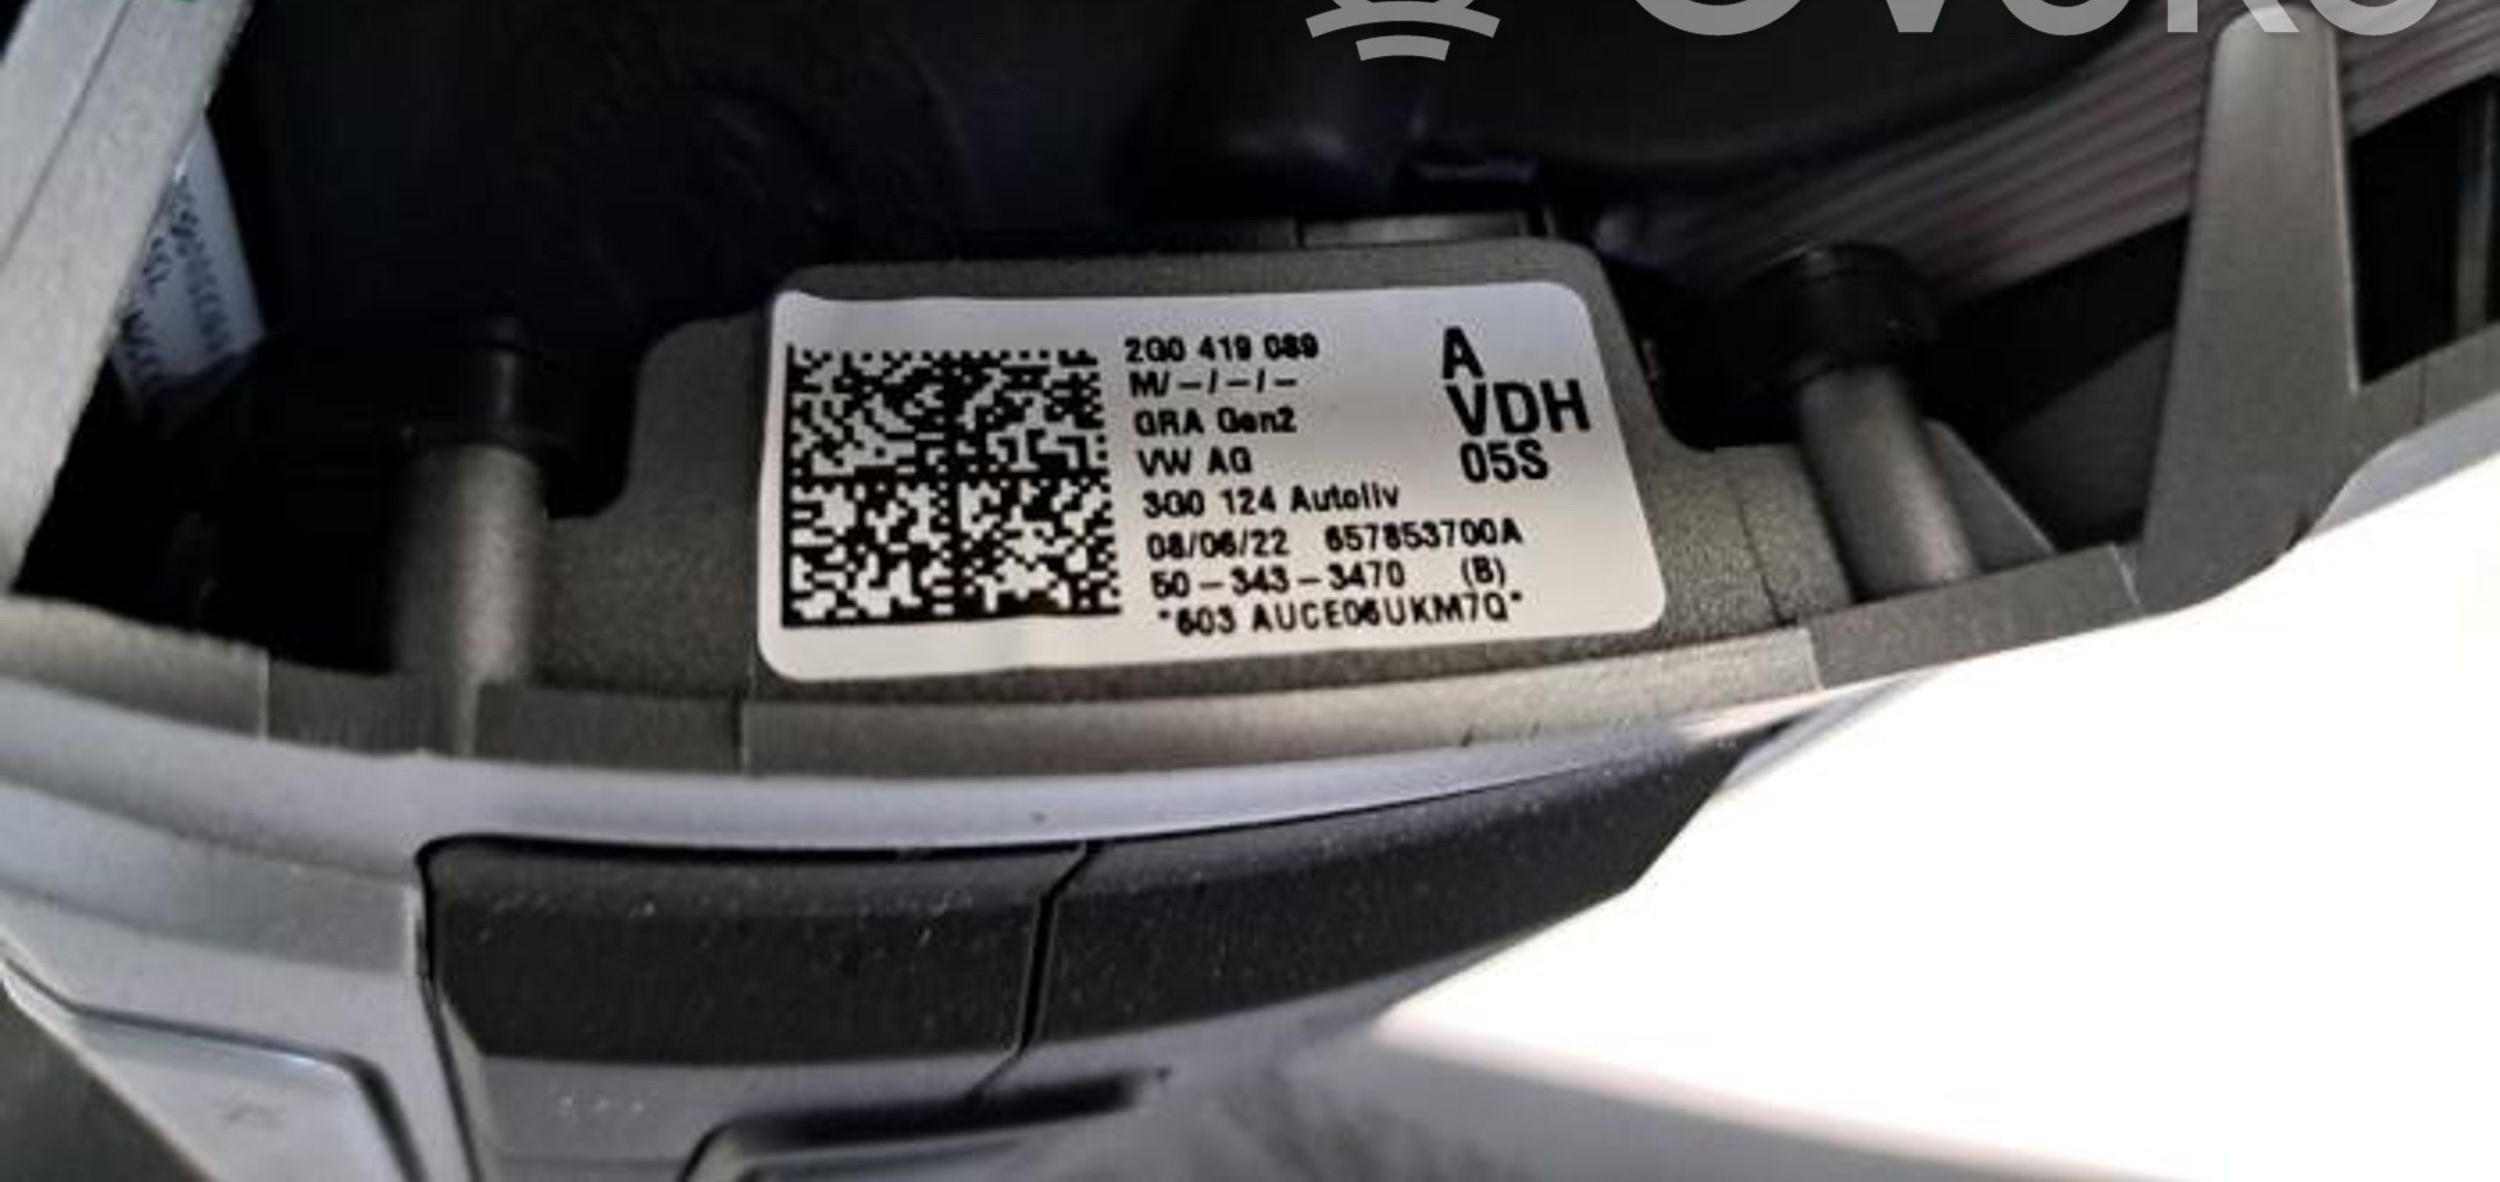 2G0 419 089
M/-/-/-
GRA Gen2
VW AG
3G0 124 Autoliv
08/06/22 657853700A
50-343-3470 (B)
"603 AUCE06UKM7Q"
A
VDH
05S